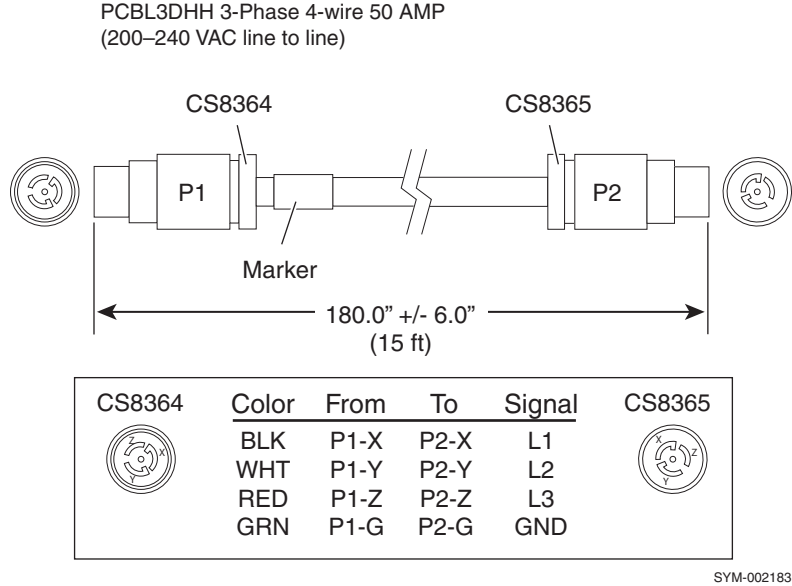 PCBL3DHH 3-Phase 4-wire 50 AMP
(200–240 VAC line to line)
CS8364
CS8365
P1
P2
Marker
180.0” +/- 6.0”
(15 ft)
CS8364 Color From To Signal CS8365
BLK P1-X P2-X L1
WHT P1-Y P2-Y L2
RED P1-Z P2-Z L3
GRN P1-G P2-G GND
Z X Y
X Z Y
SYM-002183